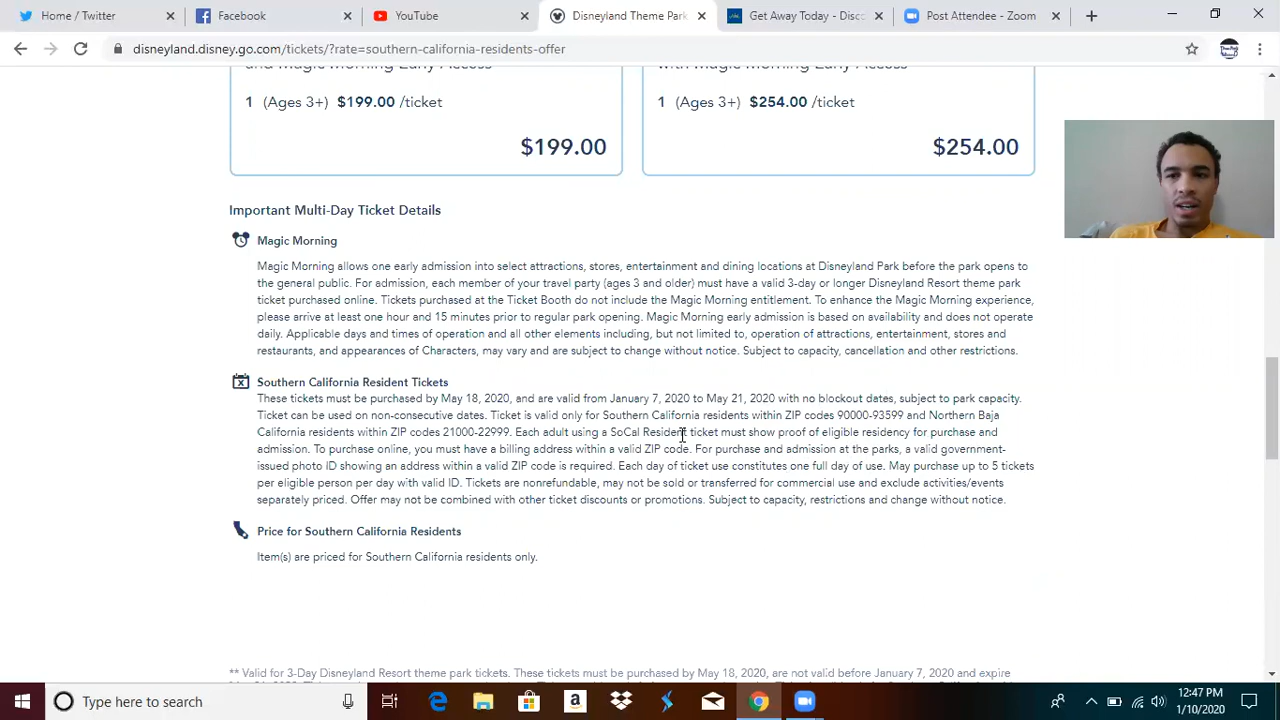 Home / Twitter
Facebook
YouTube
Disneyland Theme Park
Get Away Today - Disco
Post Attendee - Zoom
disneyland.disney.go.com/tickets/?rate=southern-california-residents-offer
and Magic Morning Early Access
with Magic Morning Early Access
1 (Ages 3+) $199.00 /ticket
1 (Ages 3+) $254.00 /ticket
$199.00
$254.00
Important Multi-Day Ticket Details
Magic Morning
Magic Morning allows one early admission into select attractions, stores, entertainment and dining locations at Disneyland Park before the park opens to
the general public. For admission, each member of your travel party (ages 3 and older) must have a valid 3-day or longer Disneyland Resort theme park
ticket purchased online. Tickets purchased at the Ticket Booth do not include the Magic Morning entitlement. To enhance the Magic Morning experience,
please arrive at least one hour and 15 minutes prior to regular park opening. Magic Morning early admission is based on availability and does not operate
daily. Applicable days and times of operation and all other elements including, but not limited to, operation of attractions, entertainment, stores and
restaurants, and appearances of Characters, may vary and are subject to change without notice. Subject to capacity, cancellation and other restrictions.
Southern California Resident Tickets
These tickets must be purchased by May 18, 2020, and are valid from January 7, 2020 to May 21, 2020 with no blockout dates, subject to park capacity.
Ticket can be used on non-consecutive dates. Ticket is valid only for Southern California residents within ZIP codes 90000-93599 and Northern Baja
California residents within ZIP codes 21000-22999. Each adult using a SoCal Resident ticket must show proof of eligible residency for purchase and
admission. To purchase online, you must have a billing address within a valid ZIP code. For purchase and admission at the parks, a valid government-
issued photo ID showing an address within a valid ZIP code is required. Each day of ticket use constitutes one full day of use. May purchase up to 5 tickets
per eligible person per day with valid ID. Tickets are nonrefundable, may not be sold or transferred for commercial use and exclude activities/events
separately priced. Offer may not be combined with other ticket discounts or promotions. Subject to capacity, restrictions and change without notice.
Price for Southern California Residents
Item(s) are priced for Southern California residents only.
** Valid for 3-Day Disneyland Resort theme park tickets. These tickets must be purchased by May 18, 2020, are not valid before January 7, 2020 and expire
Type here to search
12:47 PM
1/10/2020